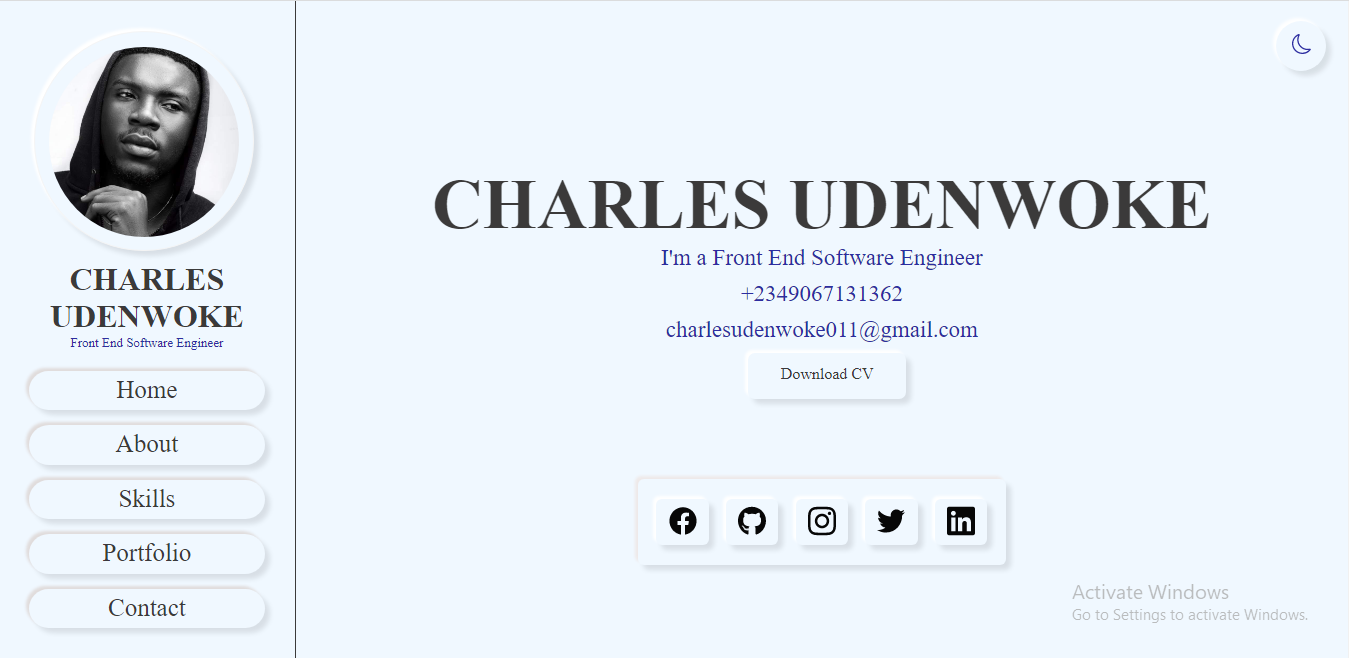 CHARLES
UDENWOKE
Front End Software Engineer
Home
About
Skills
Portfolio
Contact
CHARLES UDENWOKE
I'm a Front End Software Engineer
+2349067131362
charlesudenwoke011@gmail.com
Download CV
in
Activate Windows
Go to Settings to activate Windows.